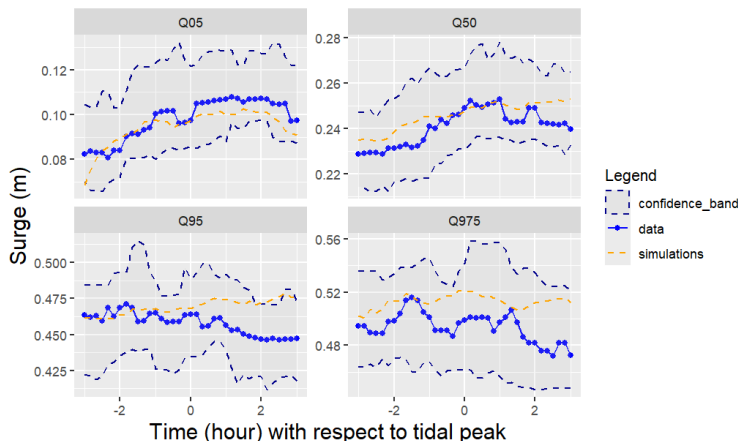 Q05
Q50
0.12
0.10
0.08
0.28
0.26
0.24
0.22
Surge (m)
Q95
Q975
0.500
0.475
0.450
0.425
0.56
0.52
0.48
-2
0
2
-2
0
2
Time (hour) with respect to tidal peak
Legend
confidence_band
data
simulations